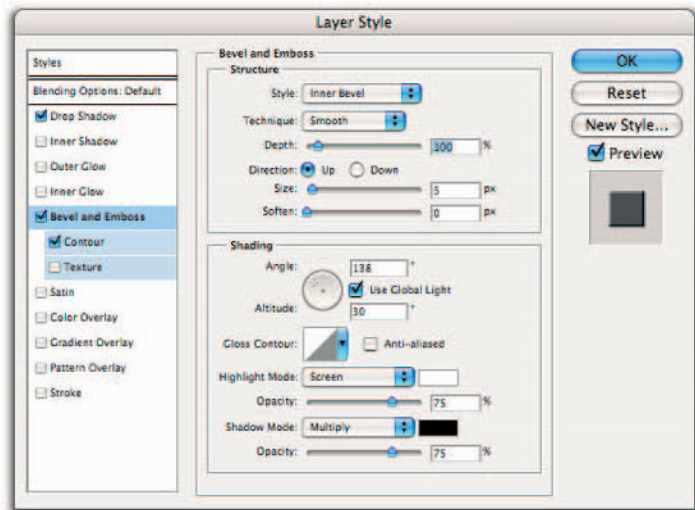 Layer Style
Styles
Blending Options: Default
Drop Shadow
Inner Shadow
Outer Glow
Inner Glow
Bevel and Emboss
Contour
Texture
Satin
Color Overlay
Gradient Overlay
Pattern Overlay
Stroke
Bevel and Emboss
Structure
Style: Inner Bevel
Technique: Smooth
Depth: 100 %
Direction: Up Down
Size: 5 px
Soften: 0 px
Shading
Angle: 138 °
Use Global Light
Altitude: 30 °
Gloss Contour: Anti-aliased
Highlight Mode: Screen
Opacity: 75 %
Shadow Mode: Multiply
Opacity: 75 %
OK
Reset
New Style...
Preview